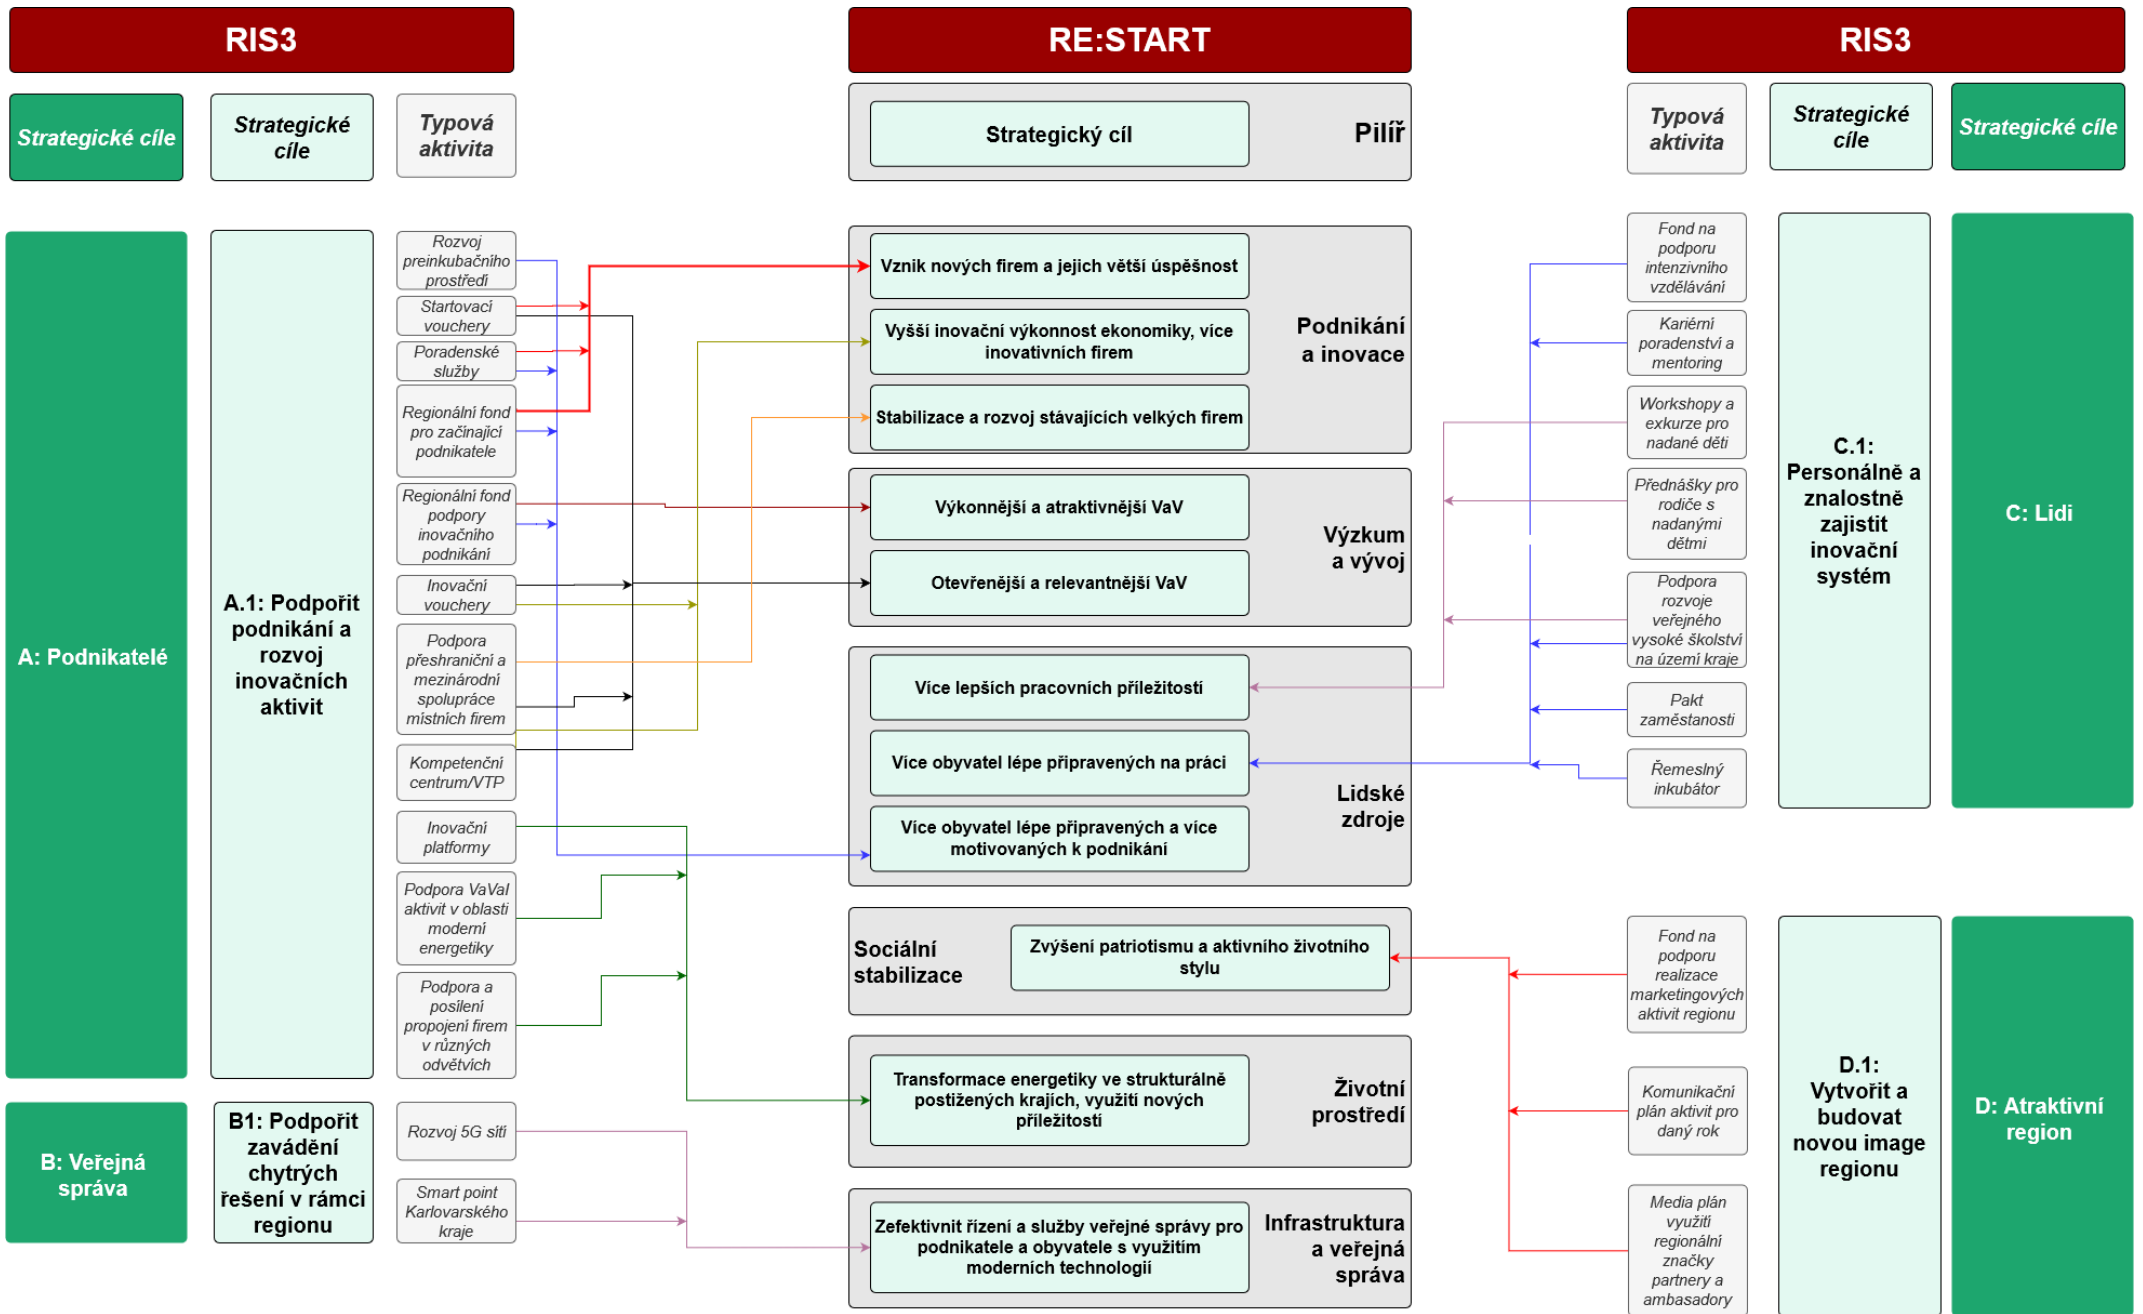 RIS3
RE:START
RIS3
Strategické cíle
Strategické
cíle
Typová
aktivita
Strategický cíl
Pilíř
Typová
aktivita
Strategické
cíle
Strategické cíle
A: Podnikatelé
A.1: Podpořit
podnikání a
rozvoj
inovačních
aktivit
Rozvoj
preinkubačního
prostředí
Startovací
vouchery
Poradenské
služby
Regionální fond
pro začínající
podnikatele
Regionální fond
podpory
inovačního
podnikání
Inovační
vouchery
Podpora
přeshraniční a
mezinárodní
spolupráce
místních firem
Kompetenční
centrum/VTP
Inovační
platformy
Podpora VaVaI
aktivit v oblasti
moderní
energetiky
Podpora a
posílení
propojení firem
v různých
odvětvích
B: Veřejná
správa
B1: Podpořit
zavádění
chytrých
řešení v rámci
regionu
Rozvoj 5G sítí
Smart point
Karlovarského
kraje
Vznik nových firem a jejich větší úspěšnost
Vyšší inovační výkonnost ekonomiky, více
inovativních firem
Stabilizace a rozvoj stávajících velkých firem
Podnikání
a inovace
Výkonnější a atraktivnější VaV
Otevřenější a relevantnější VaV
Výzkum
a vývoj
Více lepších pracovních příležitostí
Více obyvatel lépe připravených na práci
Více obyvatel lépe připravených a více
motivovaných k podnikání
Lidské
zdroje
Sociální
stabilizace
Zvýšení patriotismu a aktivního životního
stylu
Transformace energetiky ve strukturálně
postižených krajích, využití nových
příležitostí
Životní
prostředí
Zefektivnit řízení a služby veřejné správy pro
podnikatele a obyvatele s využitím
moderních technologií
Infrastruktura
a veřejná
správa
Fond na
podporu
intenzivního
vzdělávání
Kariérní
poradenství a
mentoring
Workshopy a
exkurze pro
nadané děti
Přednášky pro
rodiče s
nadanými
dětmi
Podpora
rozvoje
veřejného
vysoké školství
na území kraje
Pakt
zaměstanosti
Řemeslný
inkubátor
C.1:
Personálně a
znalostně
zajistit
inovační
systém
C: Lidi
Fond na
podporu
realizace
marketingových
aktivit regionu
Komunikační
plán aktivit pro
daný rok
Media plán
využití
regionální
značky
partnery a
ambasadory
D.1:
Vytvořit a
budovat
novou image
regionu
D: Atraktivní
region